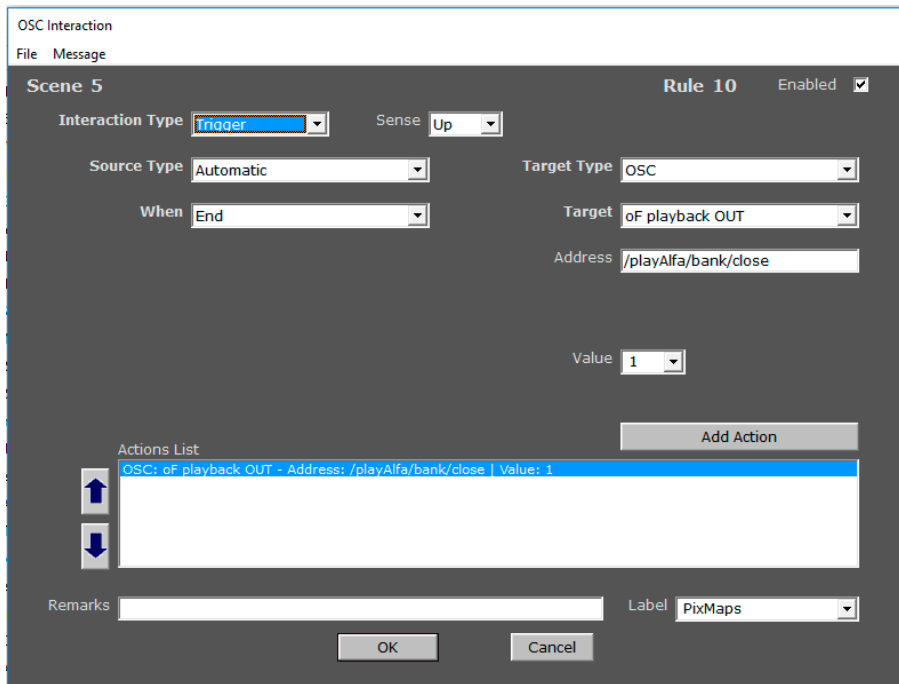 OSC Interaction
File Message
Scene 5 Rule 10 Enabled
Interaction Type Trigger Sense Up
Source Type Automatic Target Type OSC
When End Target oF playback OUT
Address /playAlfa/bank/close
Value 1
Add Action
Actions List
OSC: oF playback OUT - Address: /playAlfa/bank/close | Value: 1
Remarks Label PixMaps
OK Cancel